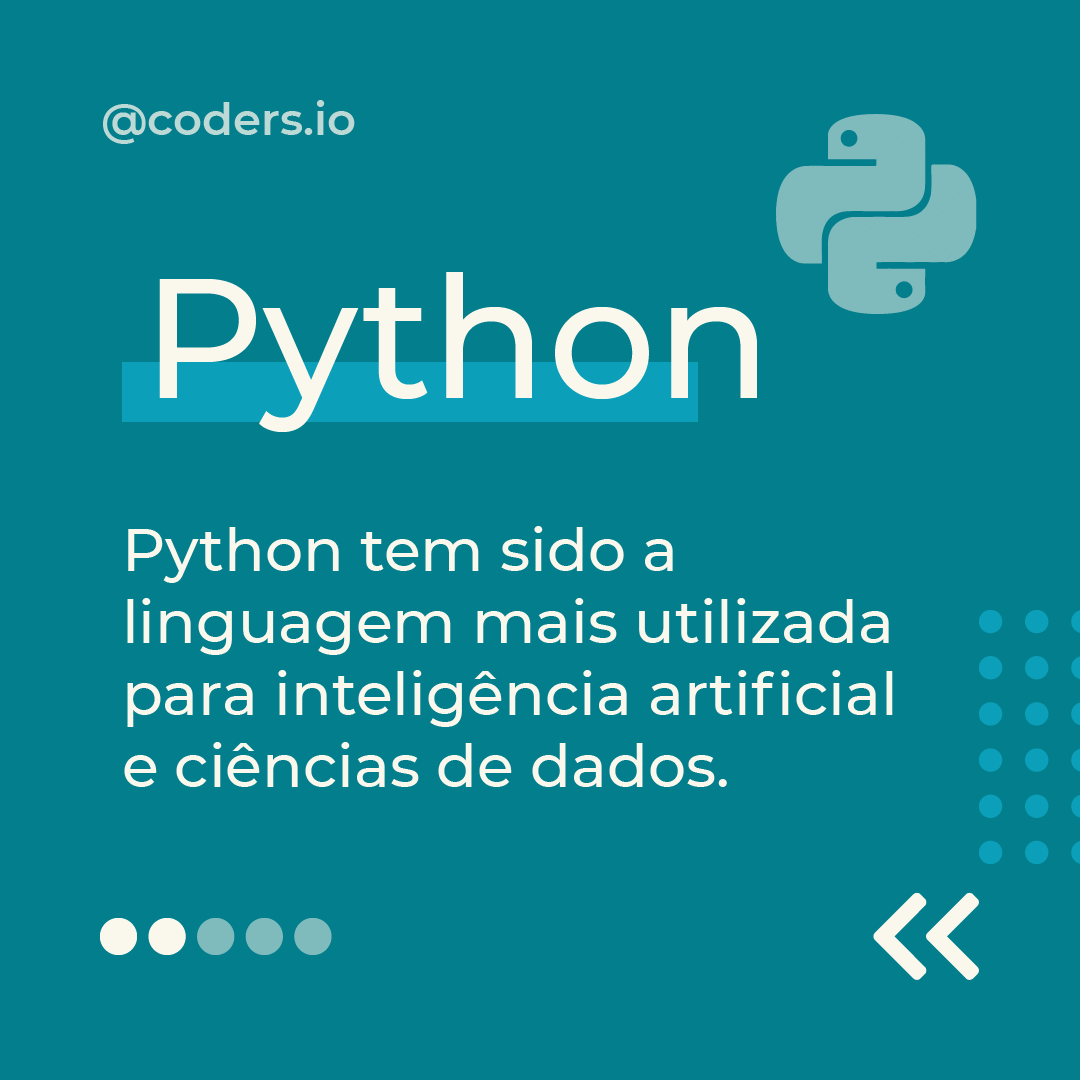 @coders.io
Python
Python tem sido a
linguagem mais utilizada
para inteligência artificial
e ciências de dados.